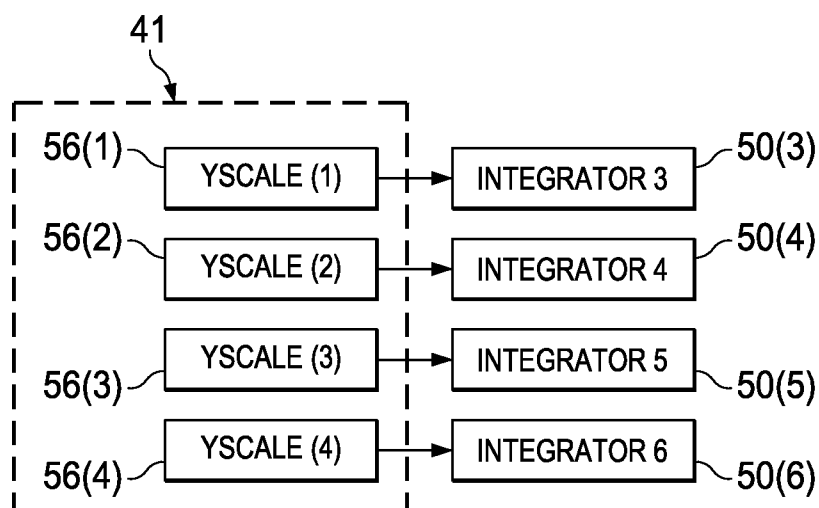 41
56(1) YSCALE (1) INTEGRATOR 3 50(3)
56(2) YSCALE (2) INTEGRATOR 4 50(4)
56(3) YSCALE (3) INTEGRATOR 5 50(5)
56(4) YSCALE (4) INTEGRATOR 6 50(6)